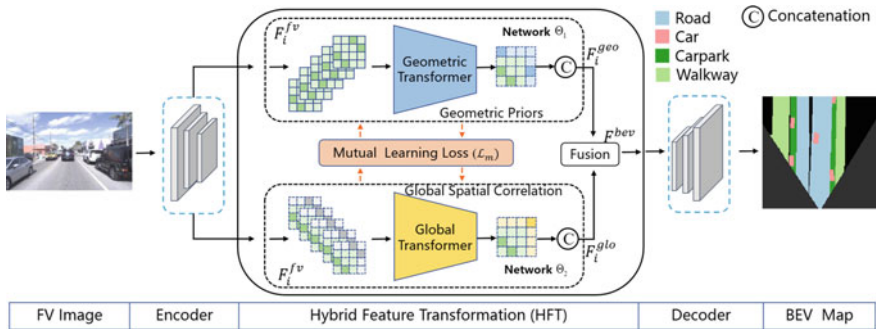 F_i^{fv}
Network Θ₁
Geometric
Transformer
C
F_i^{geo}
Geometric Priors
Road
Car
Carpark
Walkway
C Concatenation
Mutual Learning Loss (ℒ_m)
F^{bev}
Fusion
Global Spatial Correlation
F_i^{fv}
Global
Transformer
C
F_i^{glo}
Network Θ₂
FV Image
Encoder
Hybrid Feature Transformation (HFT)
Decoder
BEV Map